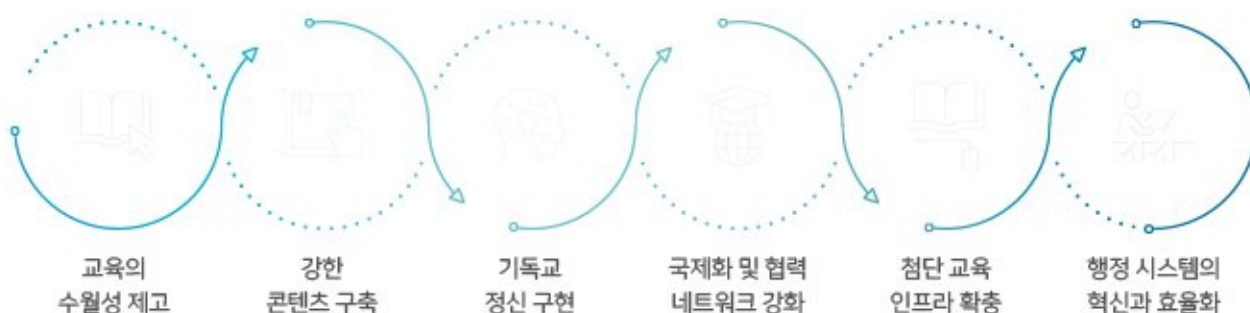 교육의
수월성 제고
강한
콘텐츠 구축
기독교
정신 구현
국제화 및 협력
네트워크 강화
첨단 교육
인프라 확충
행정 시스템의
혁신과 효율화